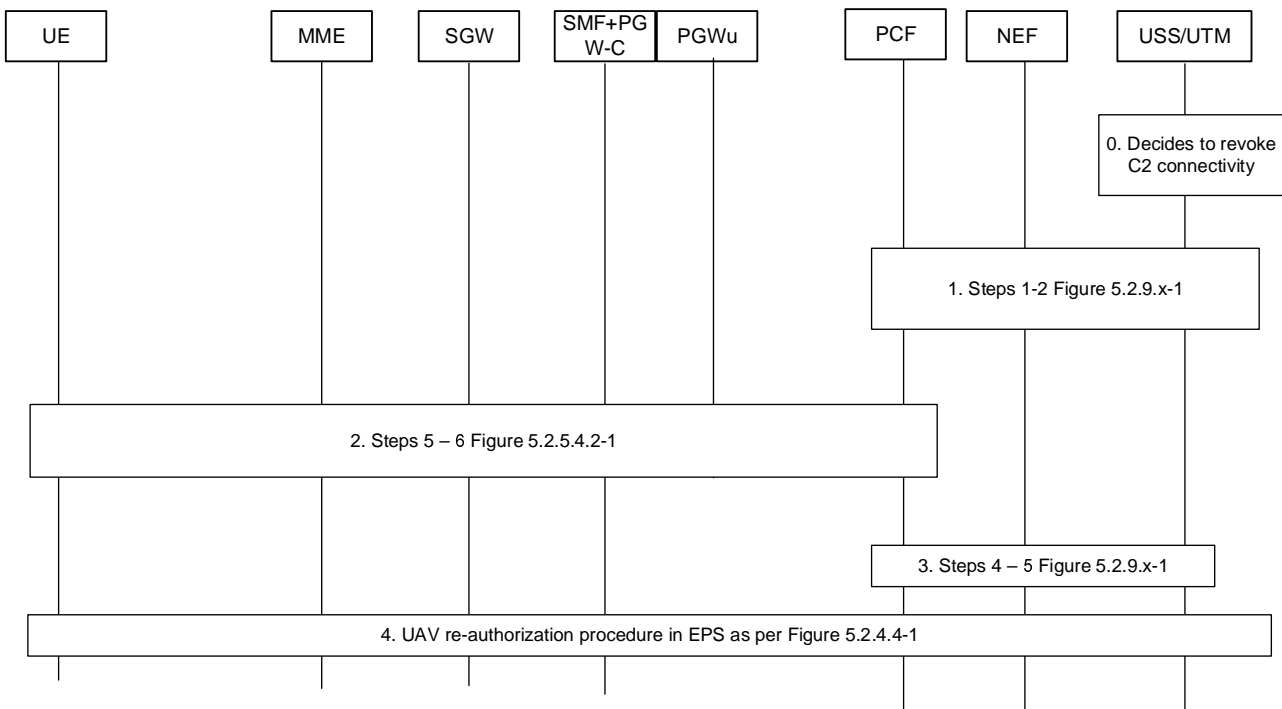 UE
MME
SGW
SMF+PG
W-C
PGWu
PCF
NEF
USS/UTM
0. Decides to revoke
C2 connectivity
1. Steps 1-2 Figure 5.2.9.x-1
2. Steps 5 – 6 Figure 5.2.5.4.2-1
3. Steps 4 – 5 Figure 5.2.9.x-1
4. UAV re-authorization procedure in EPS as per Figure 5.2.4.4-1